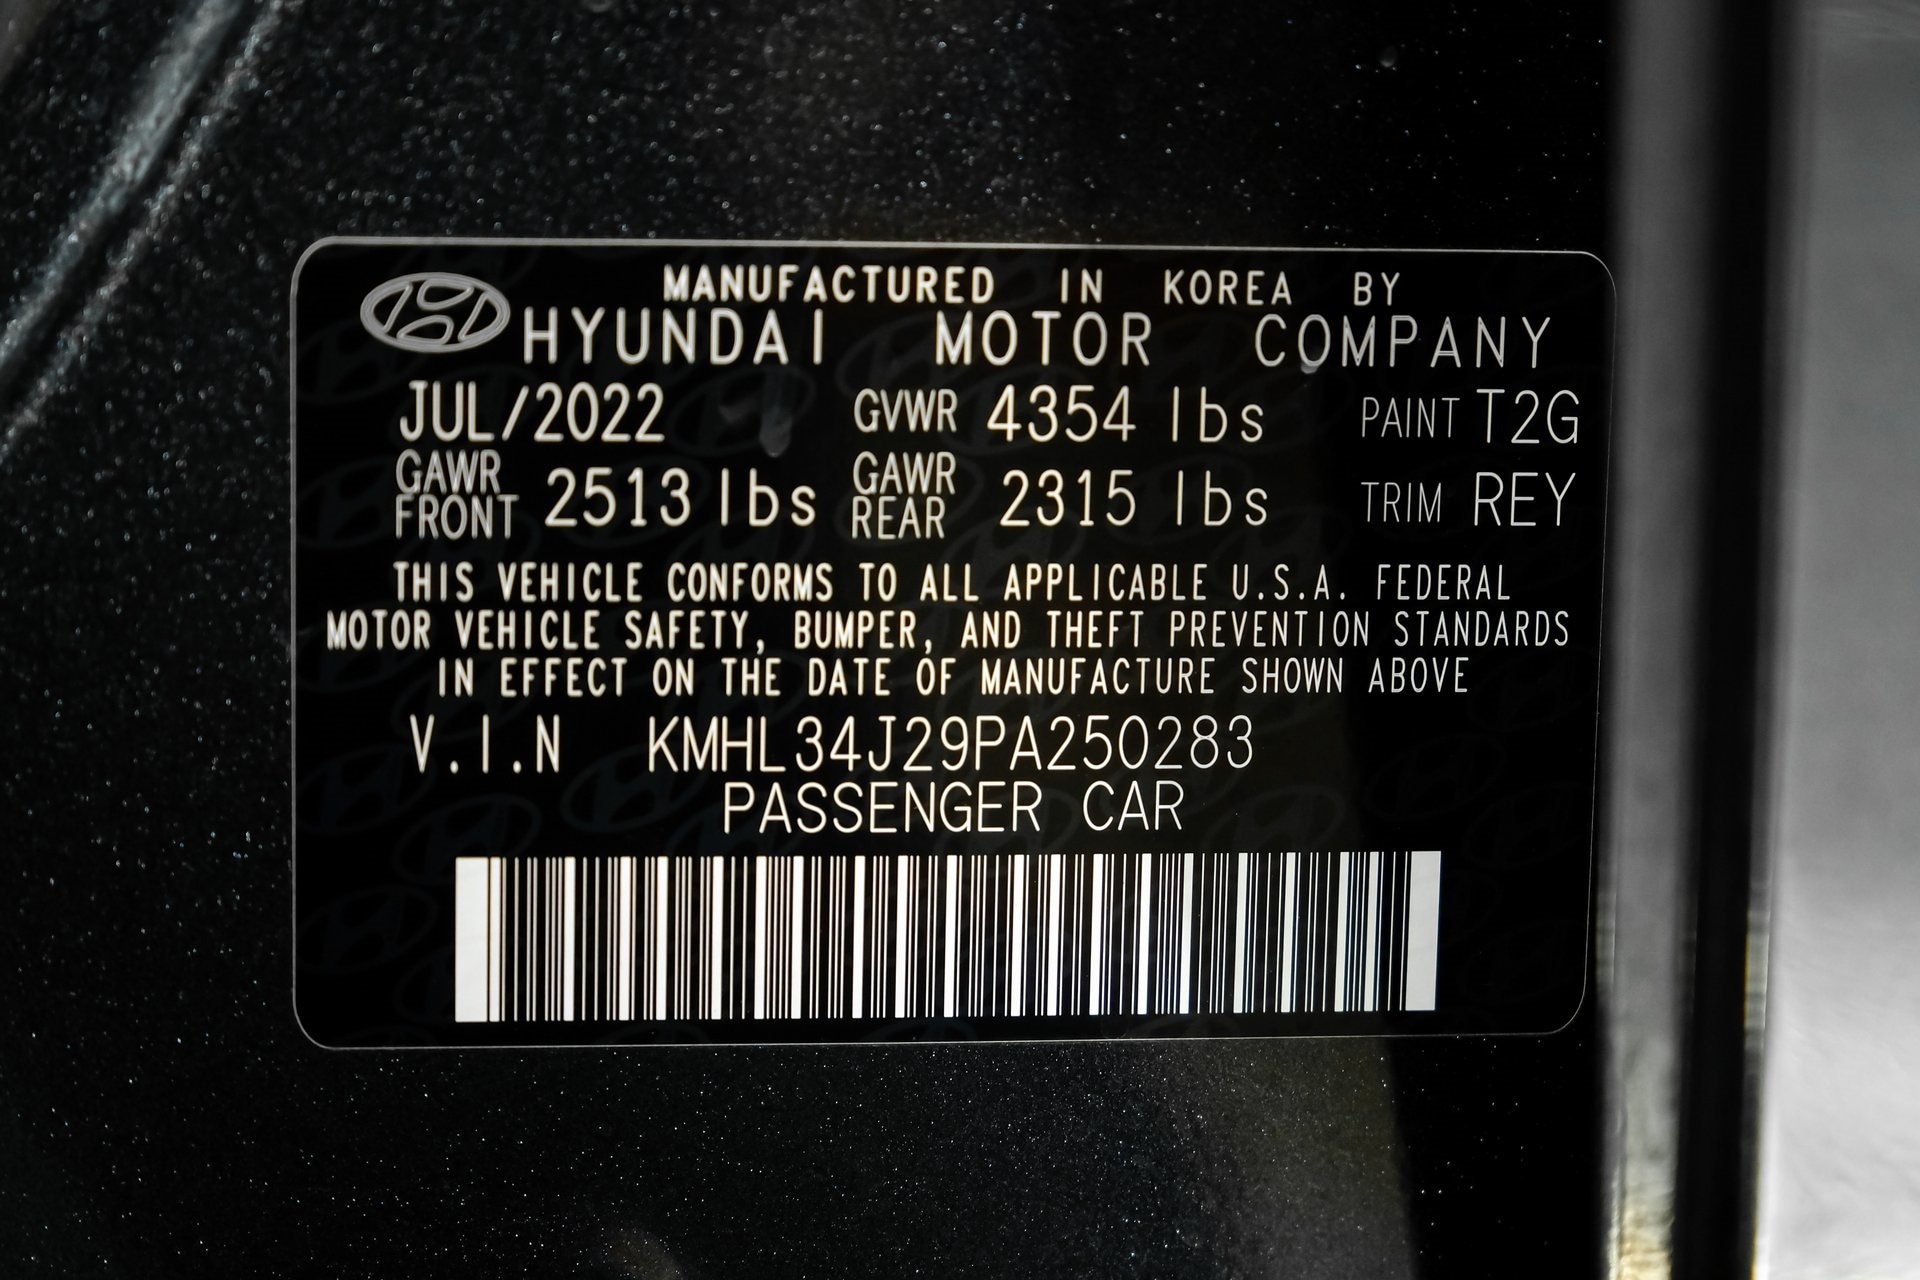 MANUFACTURED IN KOREA BY
HYUNDAI MOTOR COMPANY
JUL/2022 GVWR 4354 lbs PAINT T2G
GAWR FRONT 2513 lbs GAWR REAR 2315 lbs TRIM REY
THIS VEHICLE CONFORMS TO ALL APPLICABLE U.S.A. FEDERAL
MOTOR VEHICLE SAFETY, BUMPER, AND THEFT PREVENTION STANDARDS
IN EFFECT ON THE DATE OF MANUFACTURE SHOWN ABOVE
V.I.N KMHL34J29PA250283
PASSENGER CAR